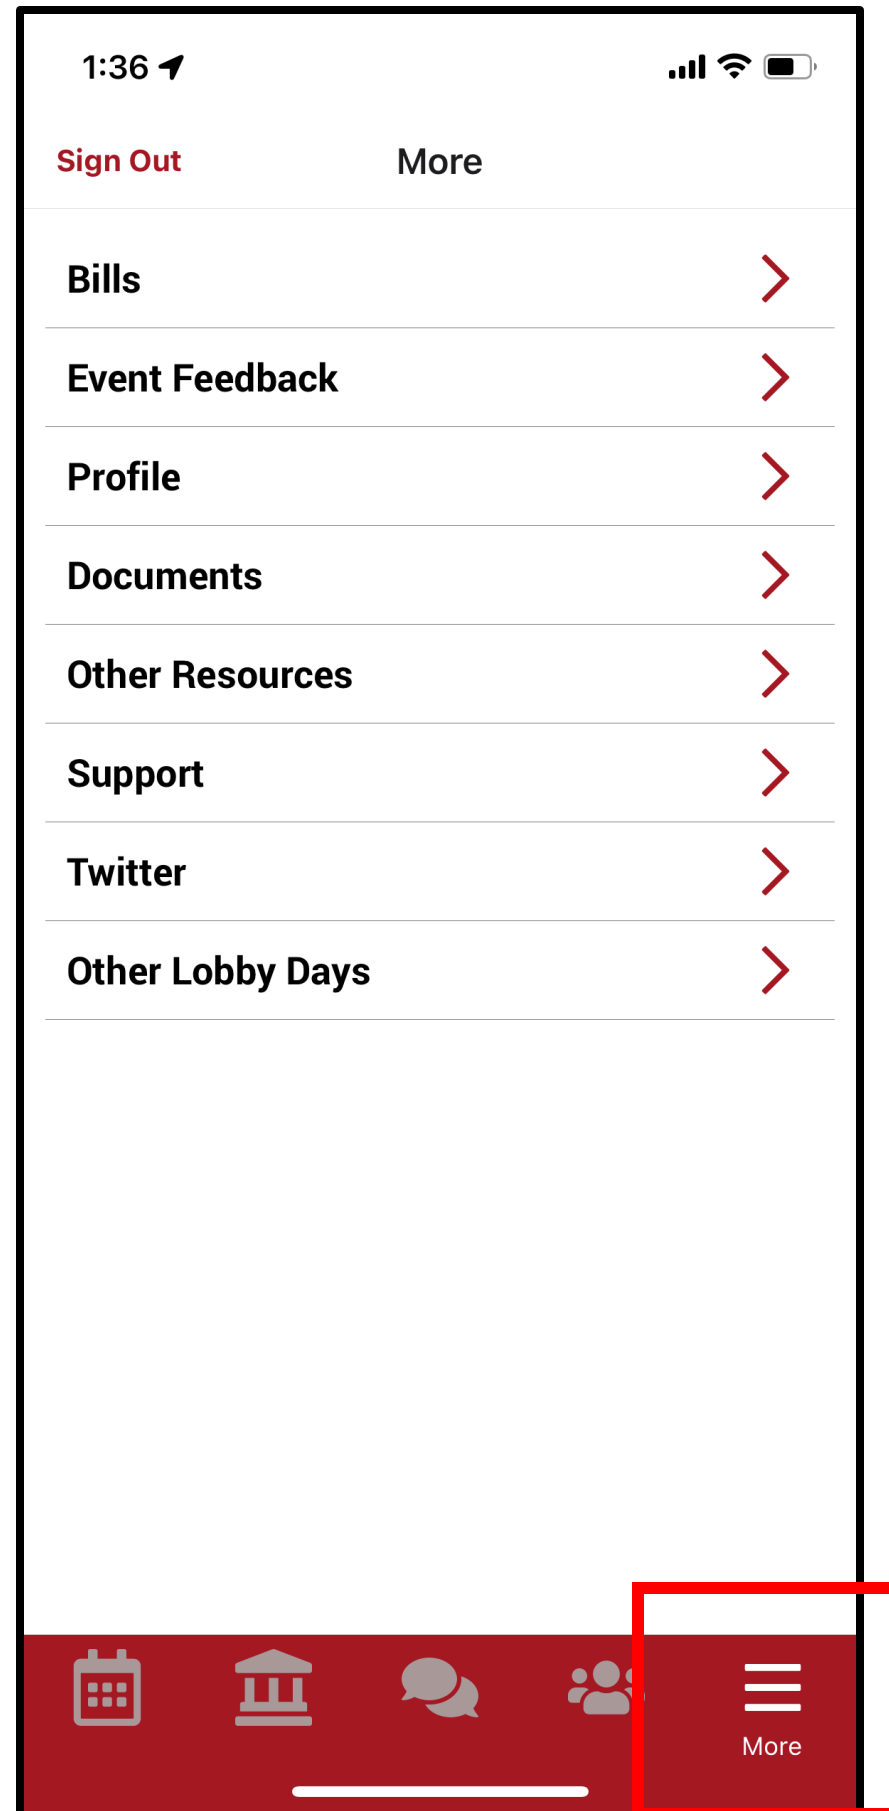 1:36
Sign Out
More
Bills
Event Feedback
Profile
Documents
Other Resources
Support
Twitter
Other Lobby Days
More